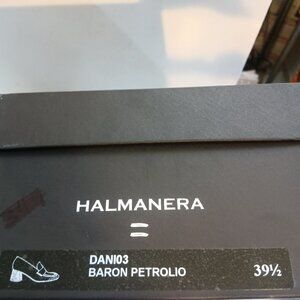 HALMANERA
DANI03
BARON PETROLIO
39½